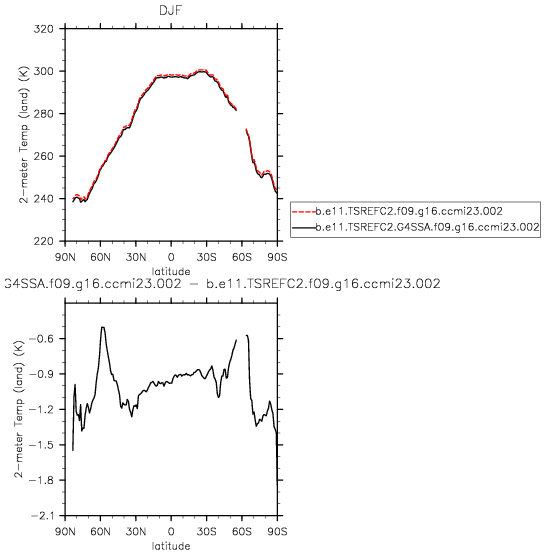 DJF
320
300
280
260
240
220
2-meter Temp (land) (K)
90N 60N 30N 0 30S 60S 90S
latitude
b.e11.TSREFC2.f09.g16.ccmi23.002
b.e11.TSREFC2.G4SSA.f09.g16.ccmi23.002
G4SSA.f09.g16.ccmi23.002 - b.e11.TSREFC2.f09.g16.ccmi23.002
-0.6
-0.9
-1.2
-1.5
-1.8
-2.1
2-meter Temp (land) (K)
90N 60N 30N 0 30S 60S 90S
latitude